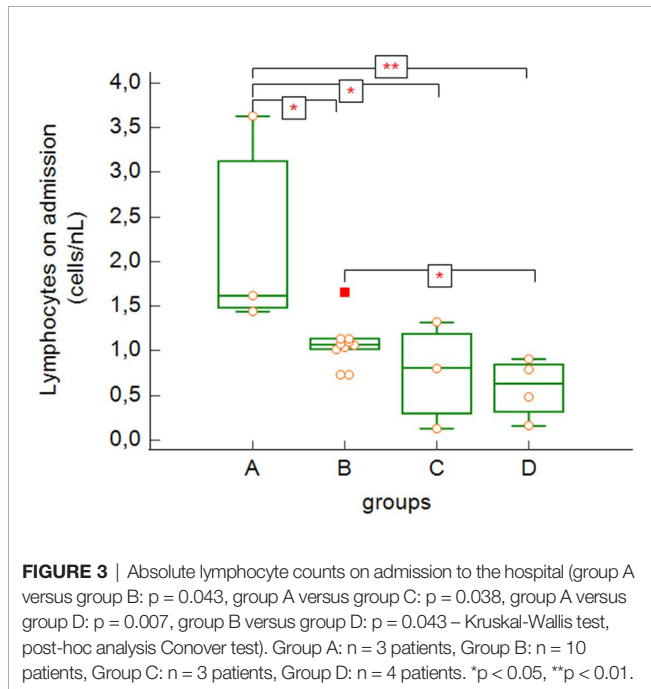 **
4,0
*
*
3,5
3,0
2,5
2,0
*
1,5
1,0
0,5
0,0
Lymphocytes on admission
(cells/nL)
A B C D
groups
FIGURE 3 | Absolute lymphocyte counts on admission to the hospital (group A
versus group B: p = 0.043, group A versus group C: p = 0.038, group A versus
group D: p = 0.007, group B versus group D: p = 0.043 – Kruskal-Wallis test,
post-hoc analysis Conover test). Group A: n = 3 patients, Group B: n = 10
patients, Group C: n = 3 patients, Group D: n = 4 patients. *p < 0.05, **p < 0.01.